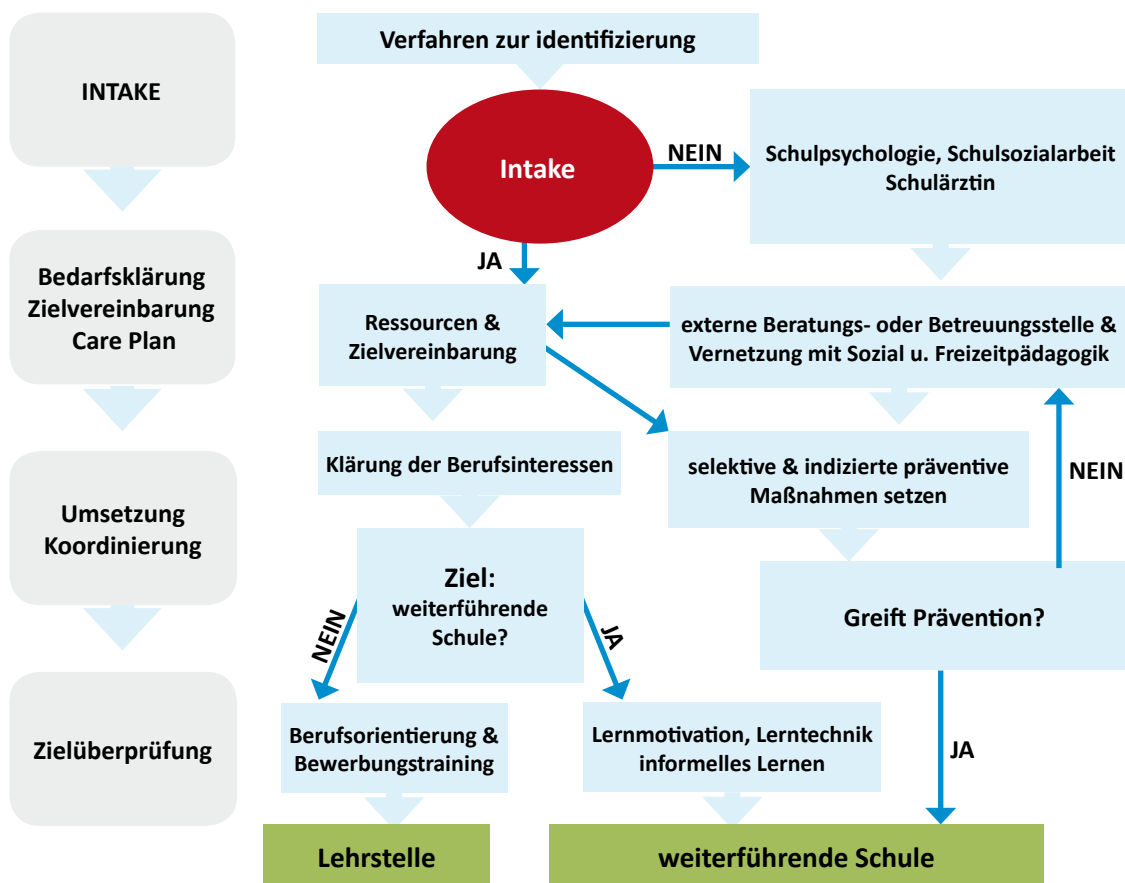 INTAKE
Bedarfsklärung
Zielvereinbarung
Care Plan
Umsetzung
Koordinierung
Zielüberprüfung
Verfahren zur identifizierung
Intake
NEIN
Schulpsychologie, Schulsozialarbeit
Schulärztin
JA
Ressourcen &
Zielvereinbarung
externe Beratungs- oder Betreuungsstelle &
Vernetzung mit Sozial u. Freizeitpädagogik
Klärung der Berufsinteressen
selektive & indizierte präventive
Maßnahmen setzen
NEIN
Ziel:
weiterführende
Schule?
Greift Prävention?
NEIN
JA
Berufsorientierung &
Bewerbungstraining
Lernmotivation, Lerntechnik
informelles Lernen
JA
Lehrstelle
weiterführende Schule